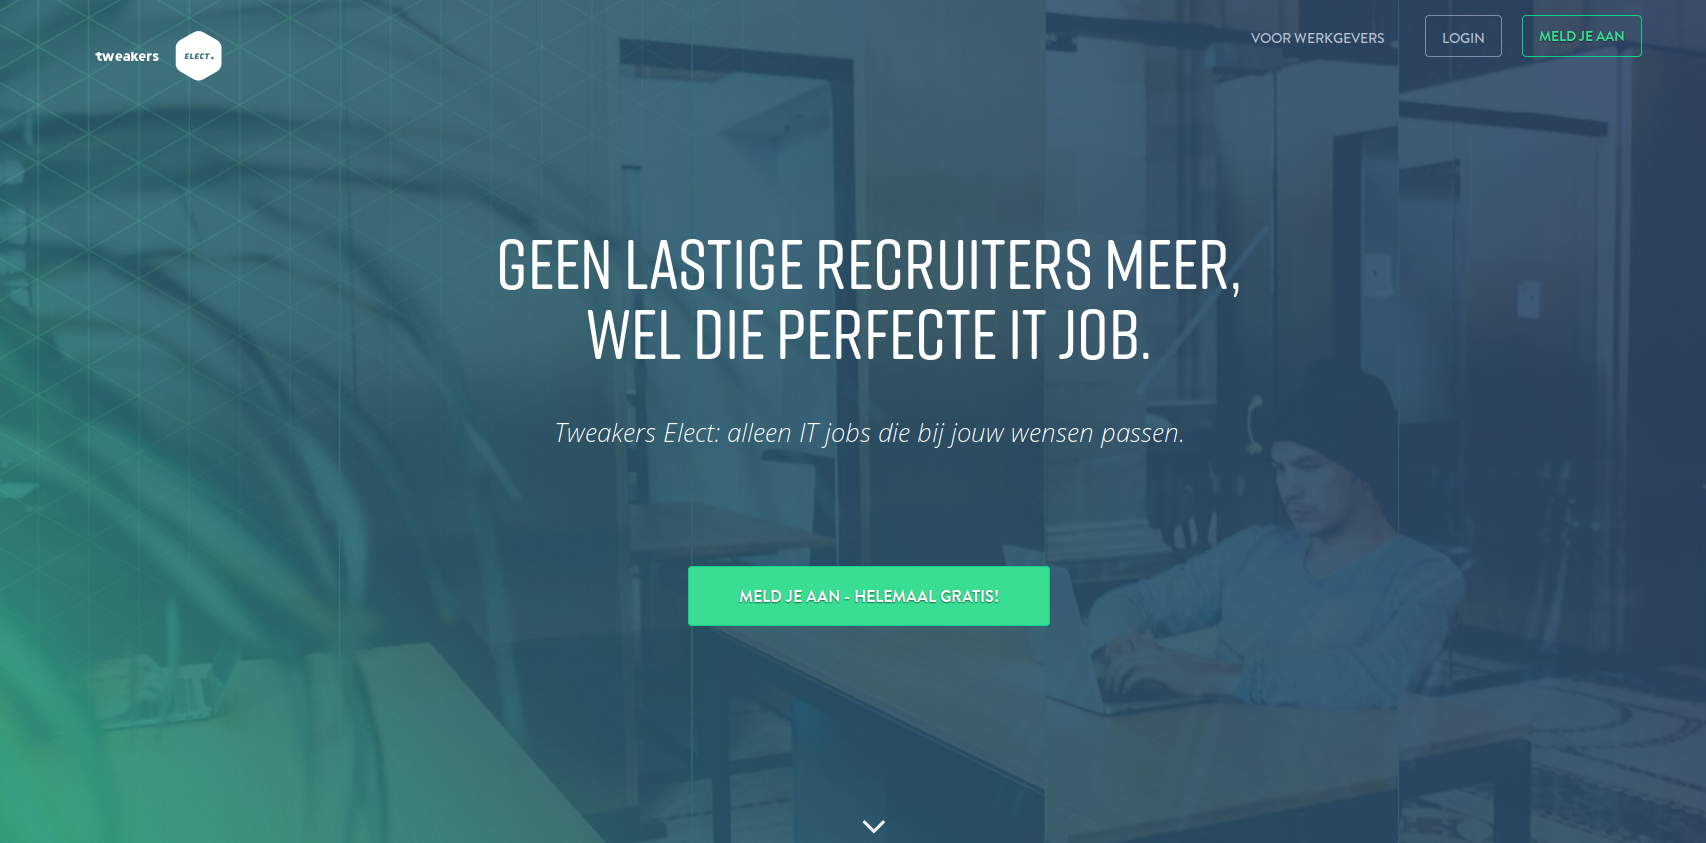 tweakers
ELECT.
VOOR WERKGEVERS
LOGIN
MELD JE AAN
GEEN LASTIGE RECRUITERS MEER,
WEL DIE PERFECTE IT JOB.
Tweakers Elect: alleen IT jobs die bij jouw wensen passen.
MELD JE AAN - HELEMAAL GRATIS!